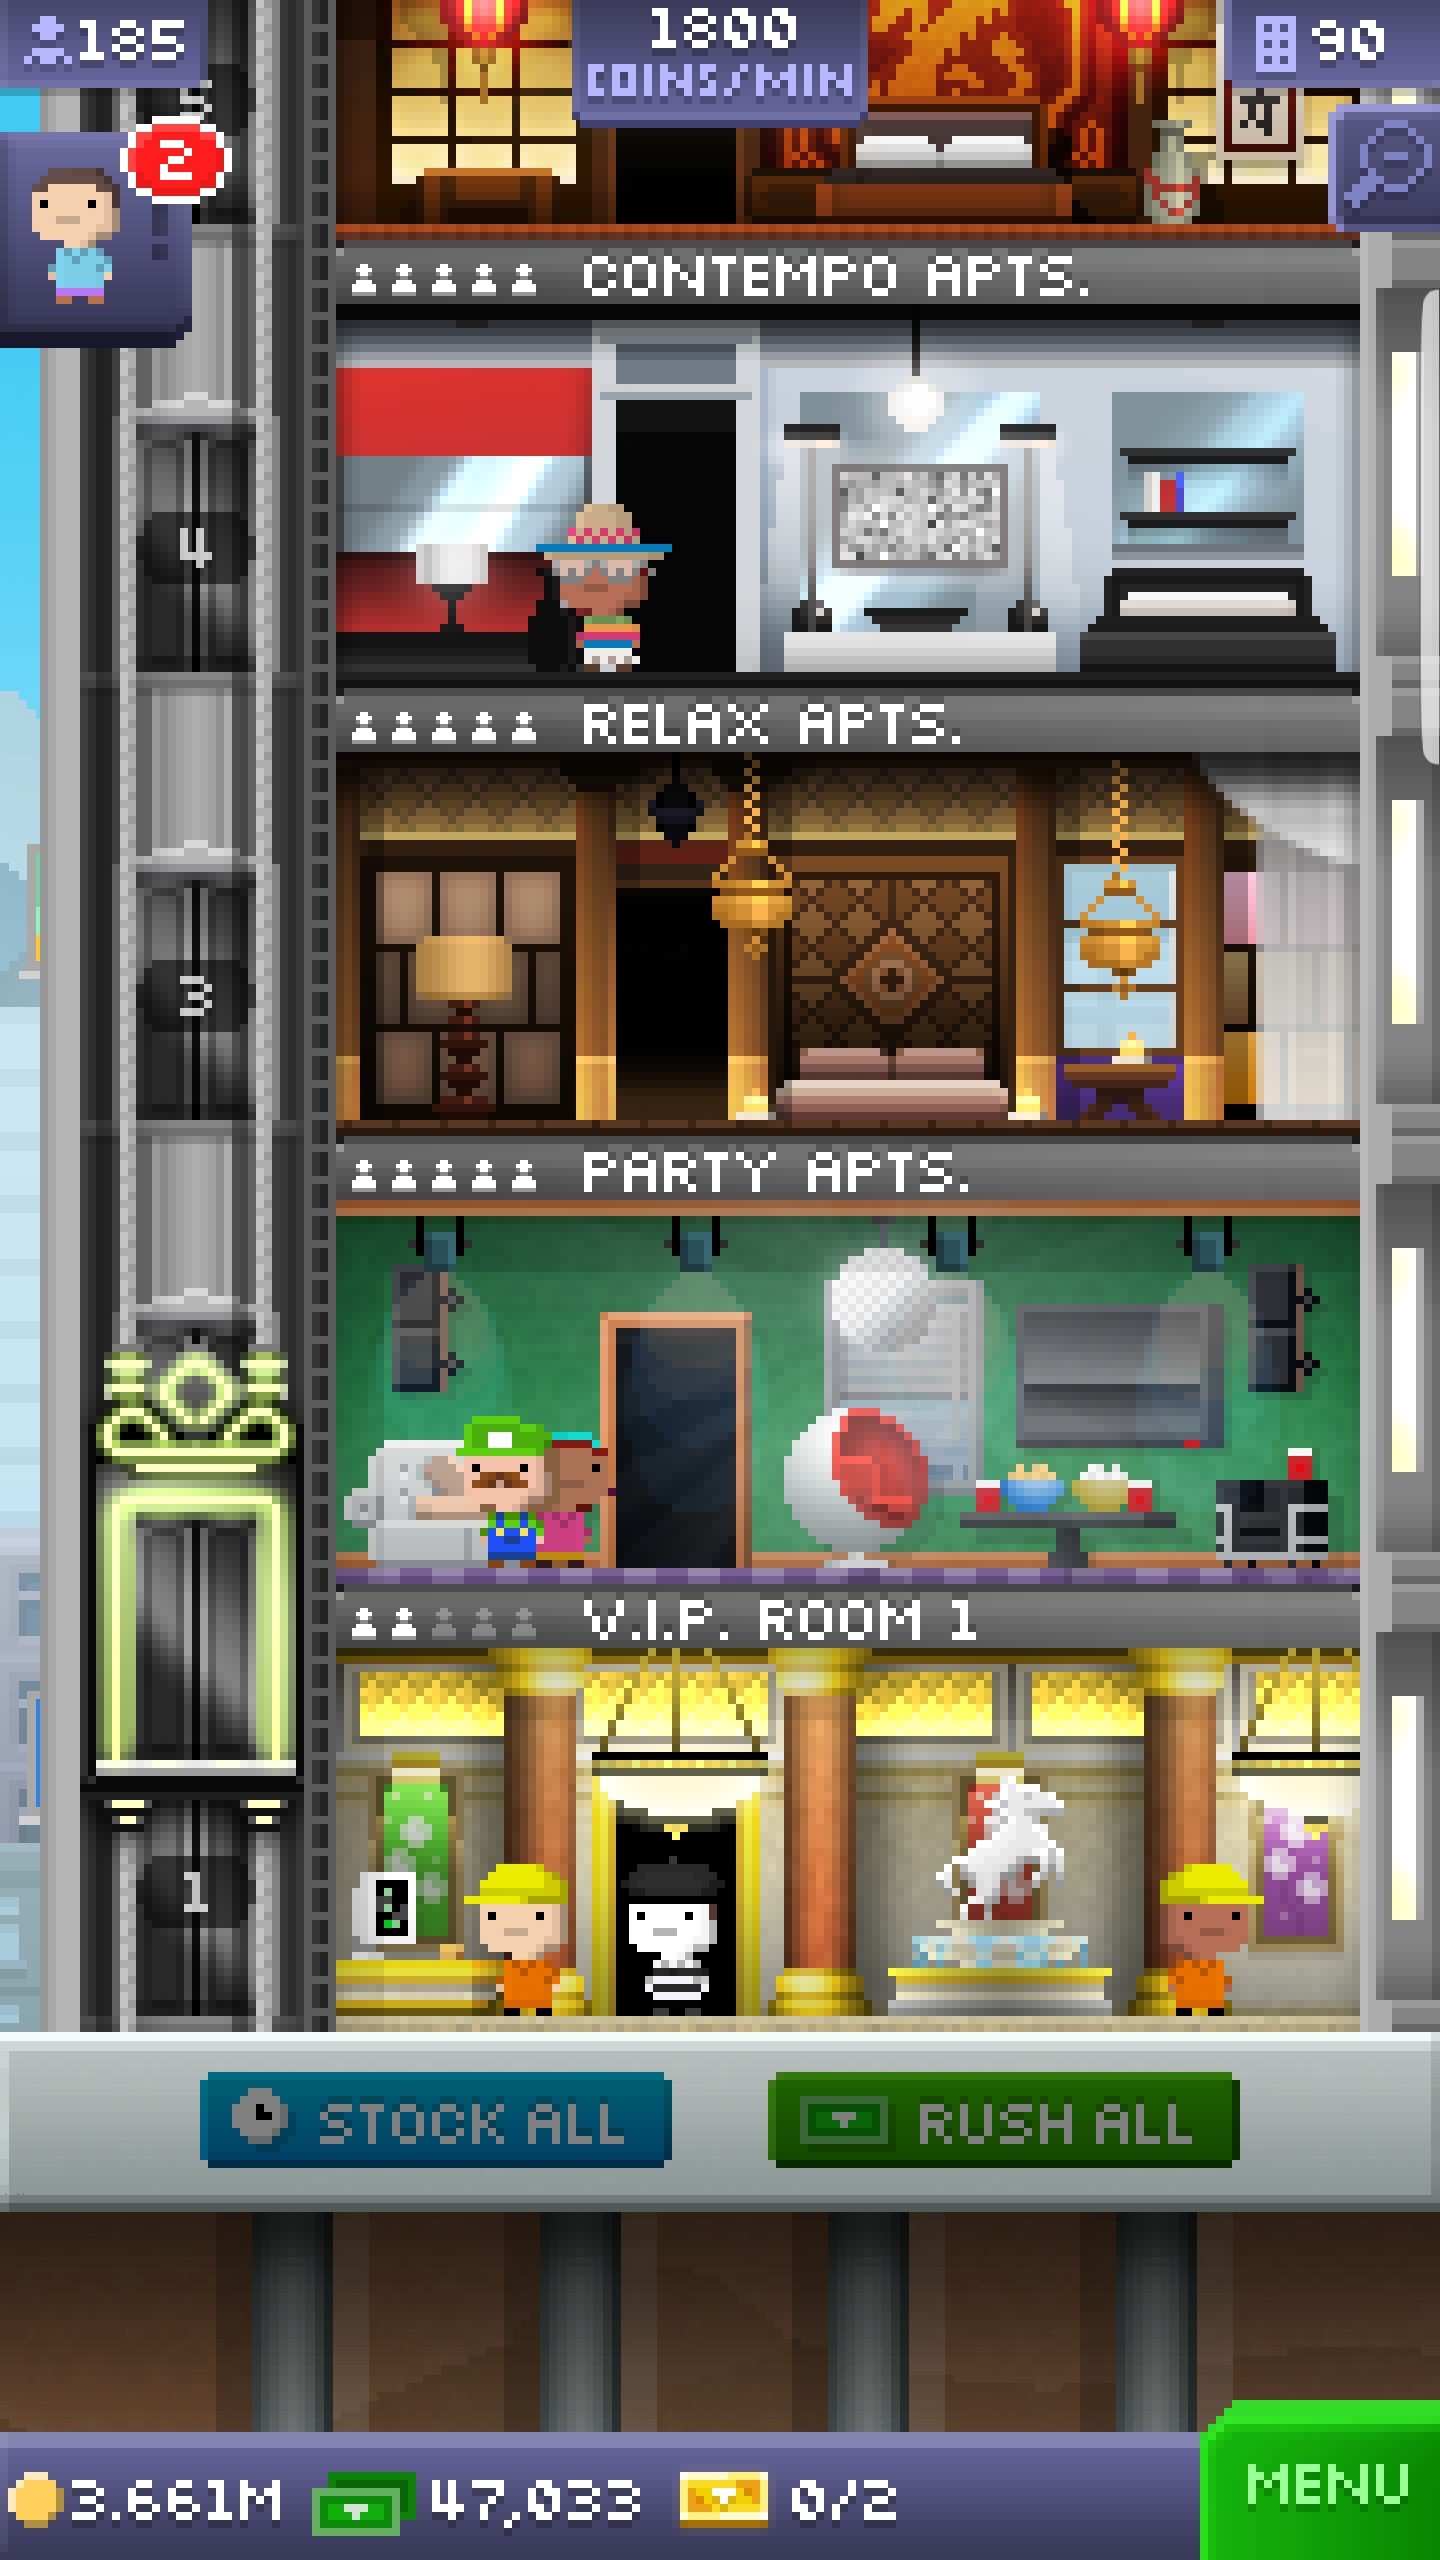 185
1800
COINS/MIN
90
5
2
CONTEMPO APTS.
4
RELAX APTS.
3
PARTY APTS.
V.I.P. ROOM 1
1
STOCK ALL
RUSH ALL
3.661M
47,033
0/2
MENU